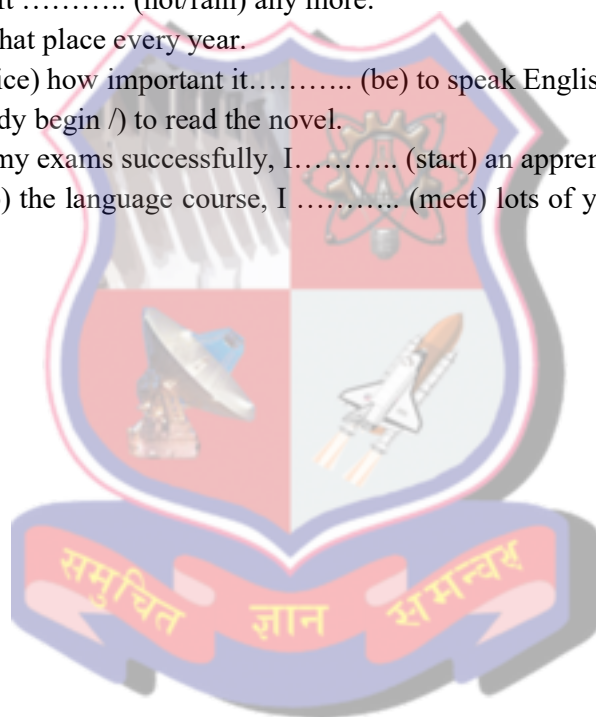 it ……….. (not/rain) any more.
hat place every year.
ice) how important it……….. (be) to speak Englis
dy begin /) to read the novel.
my exams successfully, I……….. (start) an appren
) the language course, I ……….. (meet) lots of y
समुचित ज्ञान समन्वय